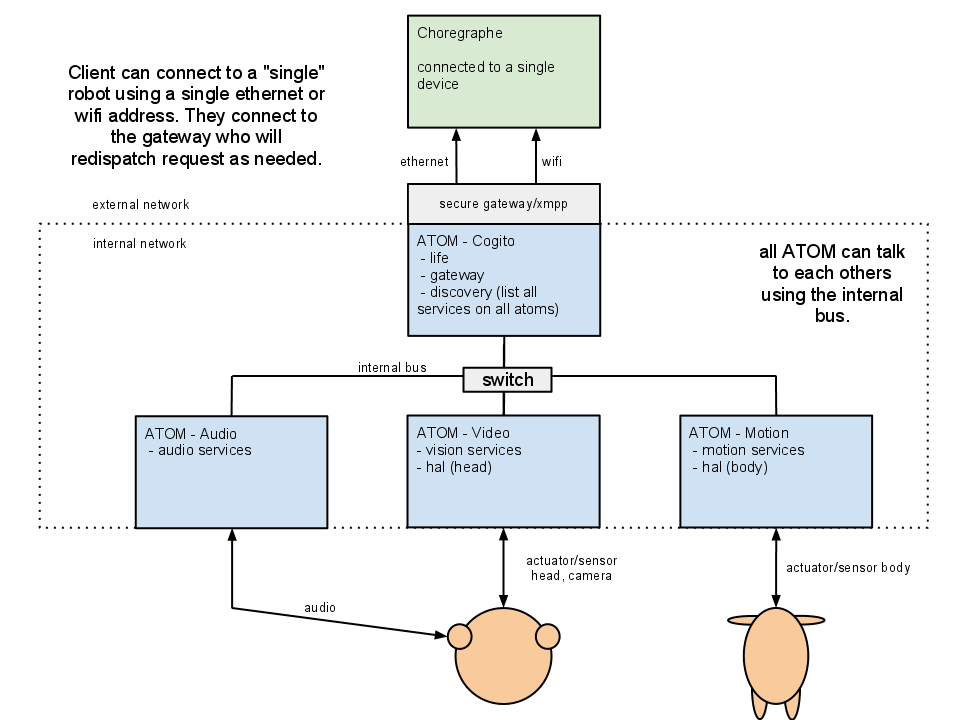 Choregraphe
connected to a single
device
Client can connect to a "single"
robot using a single ethernet or
wifi address. They connect to
the gateway who will
redispatch request as needed.
ethernet
wifi
secure gateway/xmpp
external network
internal network
ATOM - Cogito
- life
- gateway
- discovery (list all
services on all atoms)
all ATOM can talk
to each others
using the internal
bus.
internal bus
switch
ATOM - Audio
- audio services
ATOM - Video
- vision services
- hal (head)
ATOM - Motion
- motion services
- hal (body)
actuator/sensor
head, camera
actuator/sensor body
audio